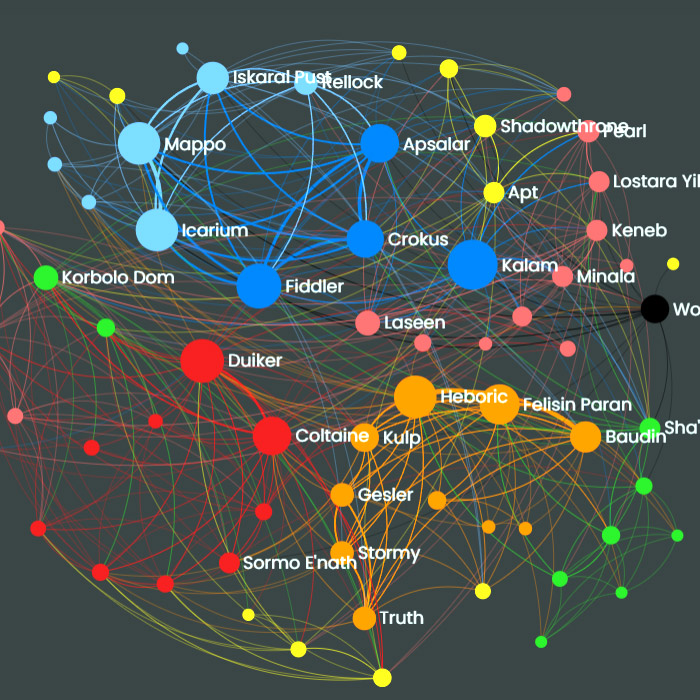 Iskaral Pust
Rellock
Shadowthrone
Pearl
Mappo
Apsalar
Lostara Yil
Apt
Icarium
Crokus
Keneb
Kalam
Minala
Korbolo Dom
Fiddler
Wo
Laseen
Duiker
Heboric
Felisin Paran
Sha'
Coltaine
Kulp
Baudin
Gesler
Stormy
Sormo E'nath
Truth